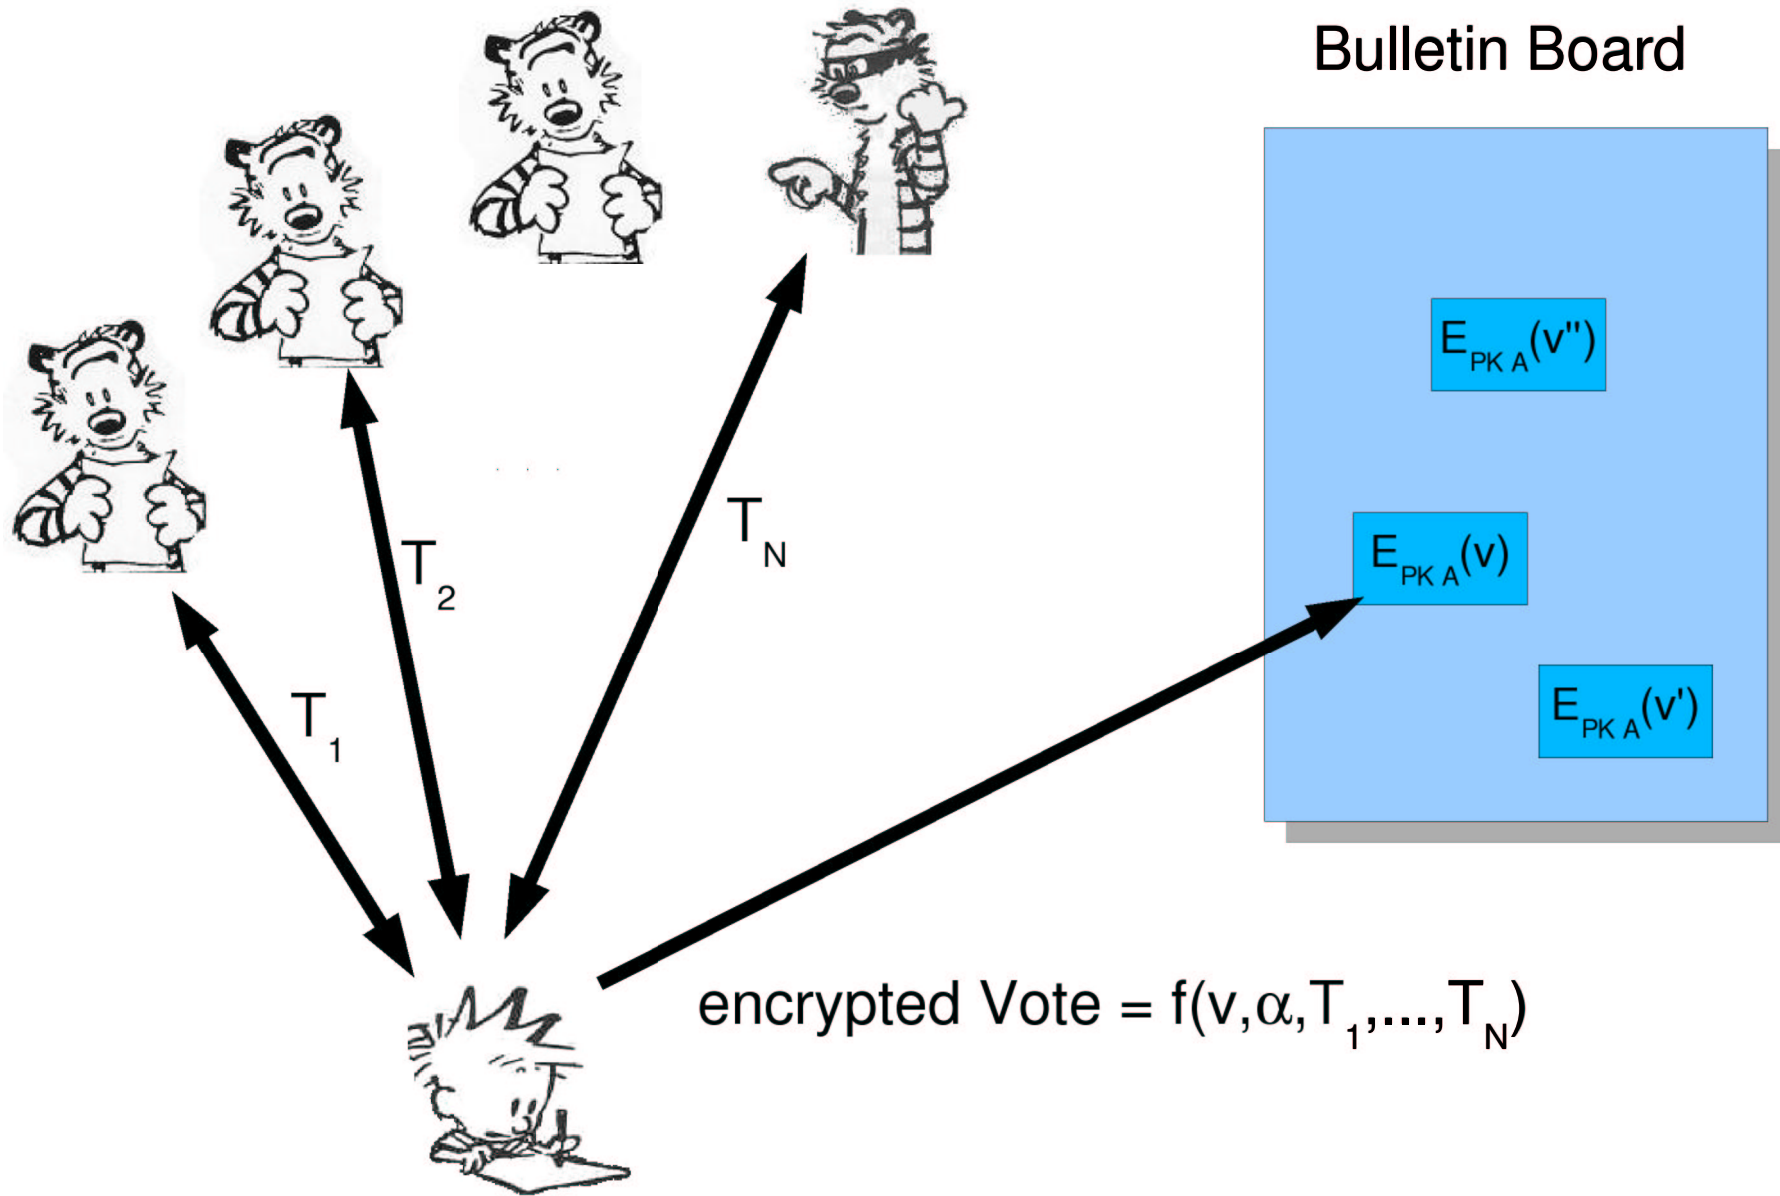 Bulletin Board
E_PK A(v'')
T_N
E_PK A(v)
T_2
. . .
T_1
E_PK A(v')
encrypted Vote = f(v,α,T_1,...,T_N)